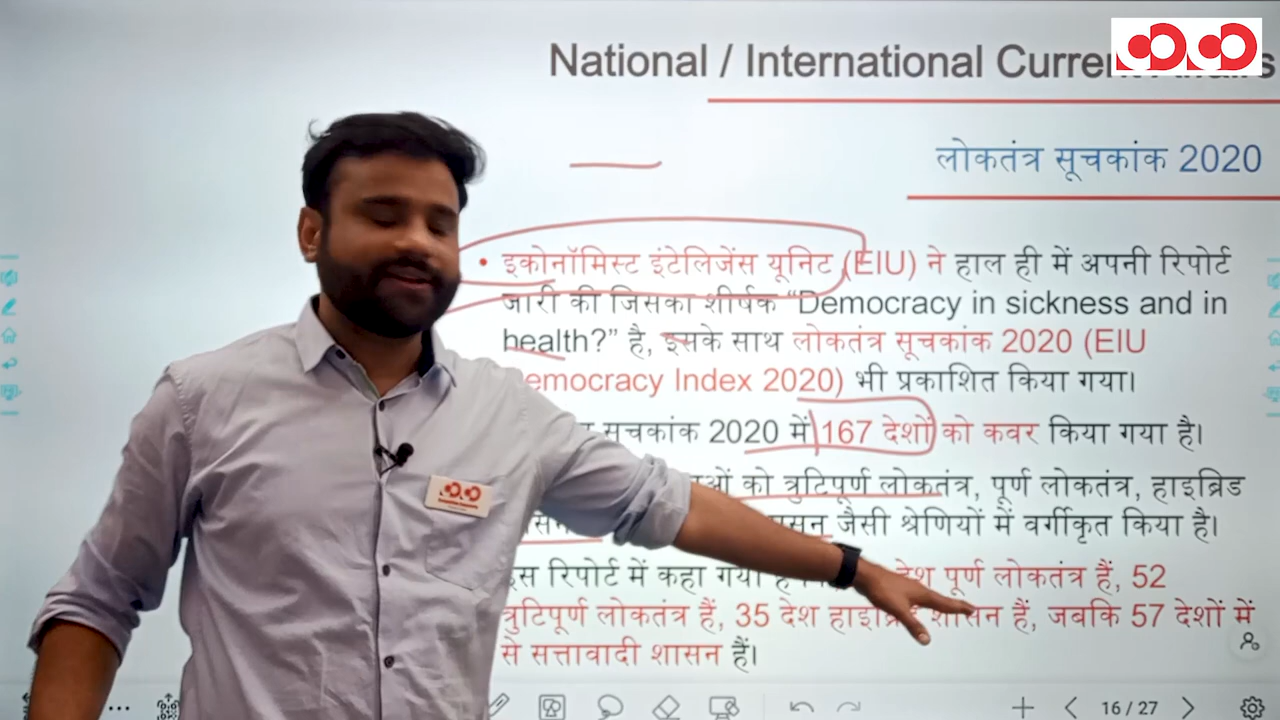 National / International Current Affairs
लोकतंत्र सूचकांक 2020
• इकोनॉमिस्ट इंटेलिजेंस यूनिट (EIU) ने हाल ही में अपनी रिपोर्ट
जारी की जिसका शीर्षक “Democracy in sickness and in
health?” है, इसके साथ लोकतंत्र सूचकांक 2020 (EIU
Democracy Index 2020) भी प्रकाशित किया गया।
सूचकांक 2020 में 167 देशों को कवर किया गया है।
को त्रुटिपूर्ण लोकतंत्र, पूर्ण लोकतंत्र, हाइब्रिड
जैसी श्रेणियों में वर्गीकृत किया है।
इस रिपोर्ट में कहा गया देश पूर्ण लोकतंत्र हैं, 52
त्रुटिपूर्ण लोकतंत्र हैं, 35 देश हाइब्रिड शासन हैं, जबकि 57 देशों में
से सत्तावादी शासन हैं।
16 / 27